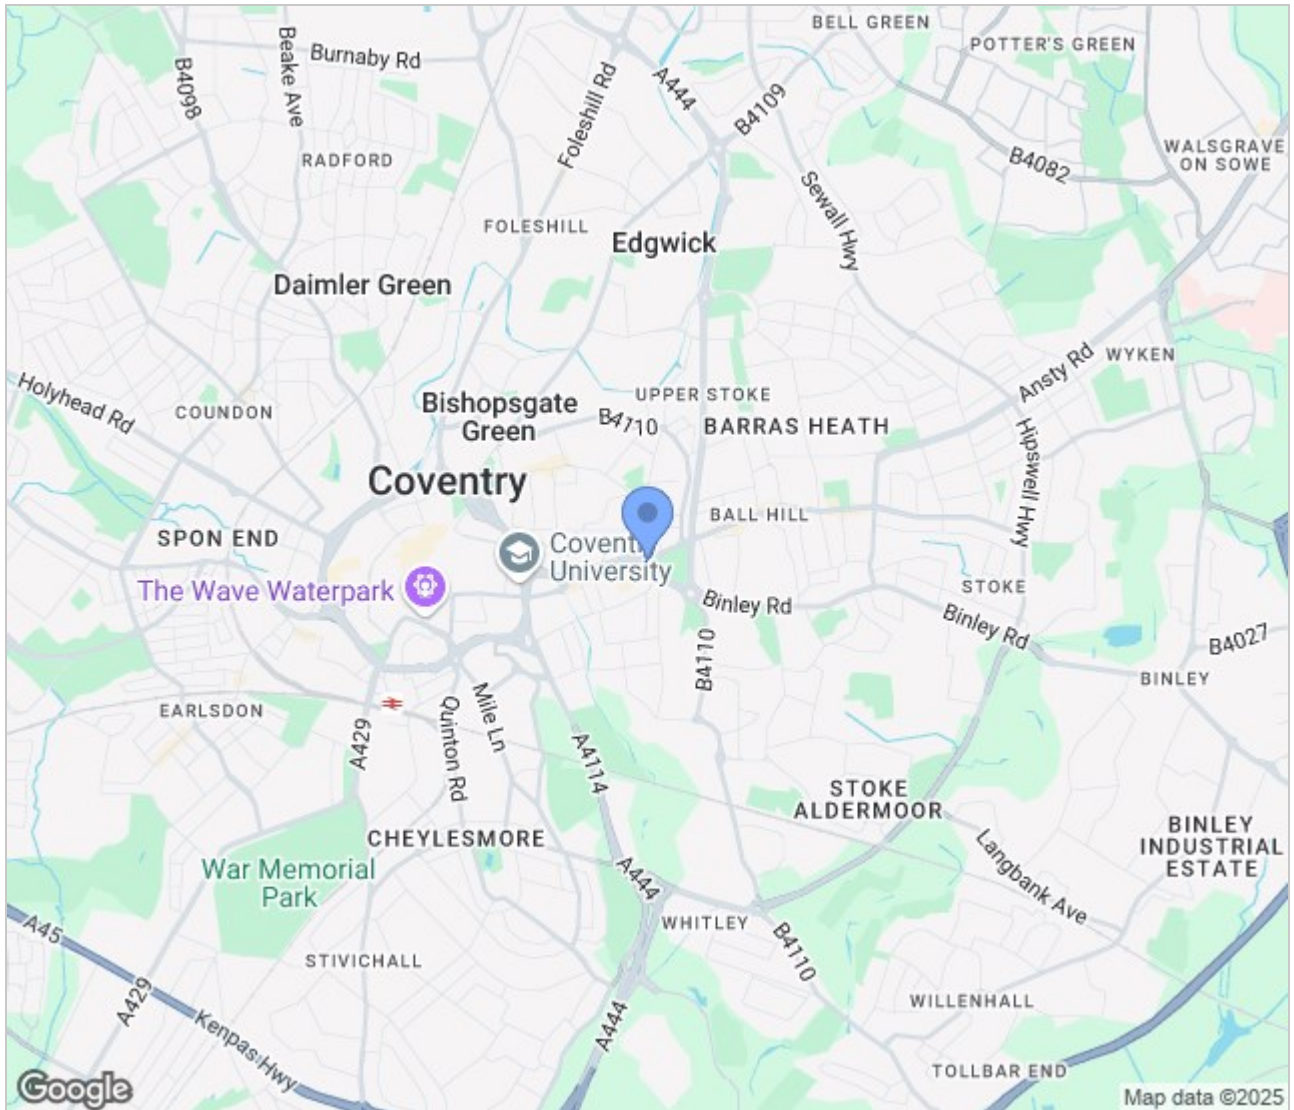 BELL GREEN
POTTER'S GREEN
Burnaby Rd
Beake Ave
B4098
Foleshill Rd
A444
B4109
WALSGRAVE
ON SOWE
B4082
RADFORD
Sewall Hwy
FOLESHILL
Edgwick
Daimler Green
WYKEN
Ansty Rd
Holyhead Rd
COUNDON
Bishopsgate
Green
UPPER STOKE
B4110
BARRAS HEATH
Hipswell Hwy
Coventry
BALL HILL
SPON END
Coventry
University
The Wave Waterpark
STOKE
Binley Rd
Binley Rd
B4027
BINLEY
B4110
EARLSDON
Mile Ln
Quinton Rd
A429
A4114
STOKE
ALDERMOOR
CHEYLESMORE
BINLEY
INDUSTRIAL
ESTATE
Langbank Ave
War Memorial
Park
A444
WHITLEY
A45
B4110
STIVICHALL
A429
WILLENHALL
Kenpas Hwy
A444
TOLLBAR END
Google
Map data ©2025